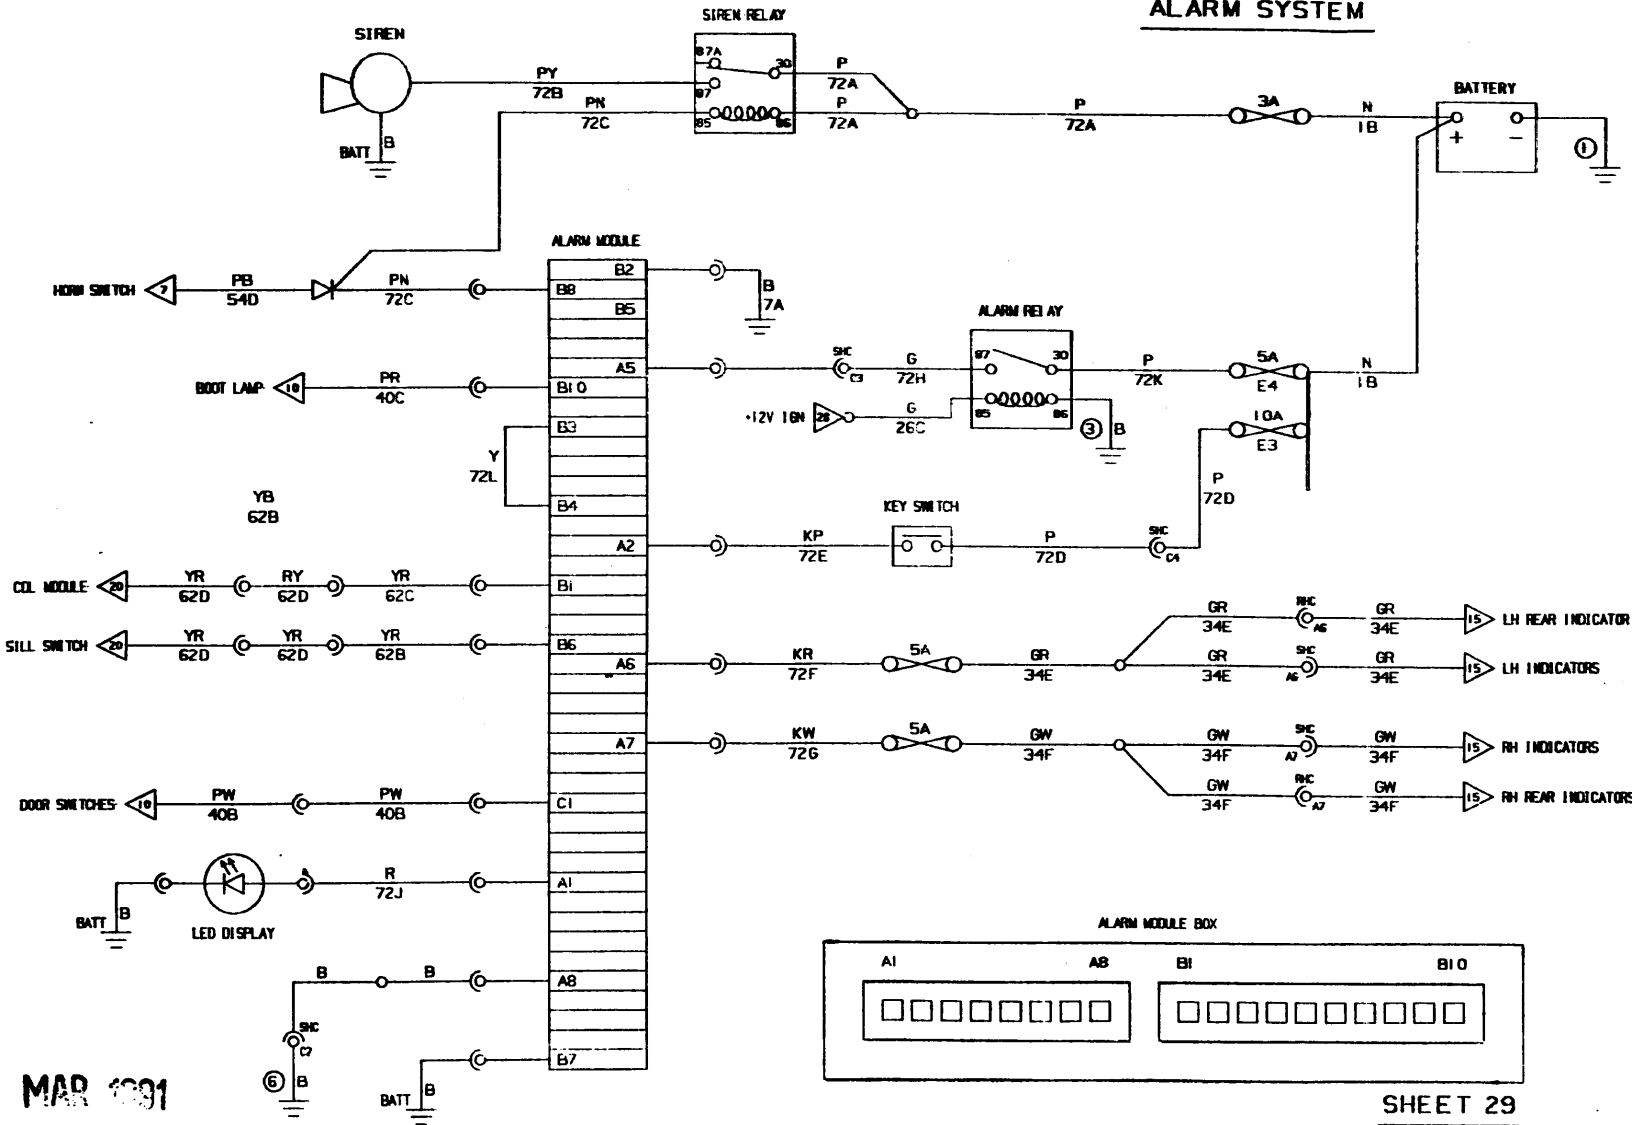 ALARM SYSTEM
SIREN RELAY
SIREN
87A
30
87
85
86
PY
72B
PN
72C
P
72A
P
72A
P
72A
3A
N
1B
BATTERY
+
-
1
BATT
B
ALARM MODULE
HORN SWITCH
7
PB
54D
PN
72C
B8
B2
B
7A
B5
ALARM RELAY
87
30
85
86
A5
SHC
C3
G
72H
P
72K
5A
E4
N
1B
BOOT LAMP
10
PR
40C
B10
+12V IGN
26
G
26C
3
B
10A
E3
B3
Y
72L
B4
P
72D
YB
62B
KEY SWITCH
A2
KP
72E
P
72D
SHC
C4
CDL MODULE
20
YR
62D
RY
62D
YR
62C
B1
SILL SWITCH
20
YR
62D
YR
62D
YR
62B
B6
GR
34E
RHC
A6
GR
34E
15
LH REAR INDICATOR
A6
KR
72F
5A
GR
34E
GR
34E
SHC
A6
GR
34E
15
LH INDICATORS
A7
KW
72G
5A
GW
34F
GW
34F
SHC
A7
GW
34F
15
RH INDICATORS
GW
34F
RHC
A7
GW
34F
15
RH REAR INDICATORS
DOOR SWITCHES
10
PW
40B
PW
40B
C1
R
72J
A1
BATT
B
LED DISPLAY
B
B
A8
SHC
C7
6
B
B7
BATT
B
ALARM MODULE BOX
A1
A8
B1
B10
MAR 1991
SHEET 29